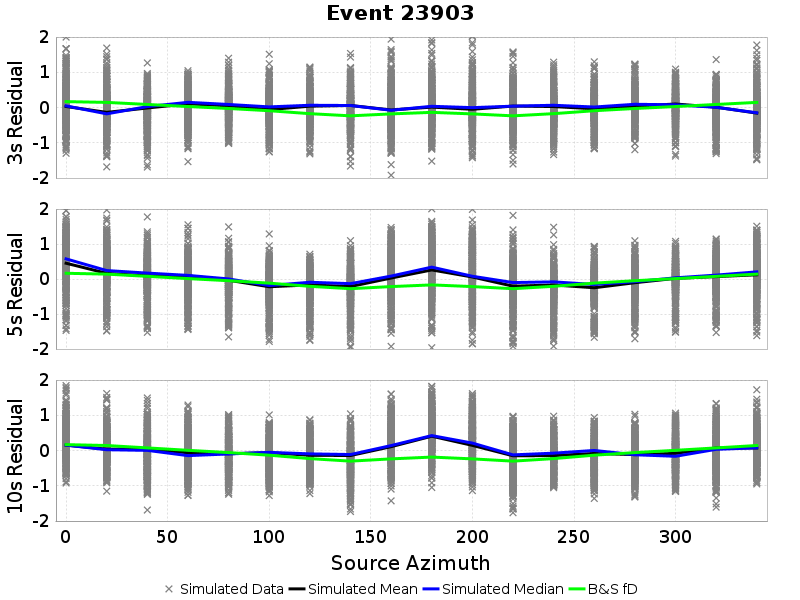 Event 23903
3s Residual
2
1
0
-1
-2
5s Residual
2
1
0
-1
-2
10s Residual
2
1
0
-1
-2
0 50 100 150 200 250 300
Source Azimuth
Simulated Data Simulated Mean Simulated Median B&S fD